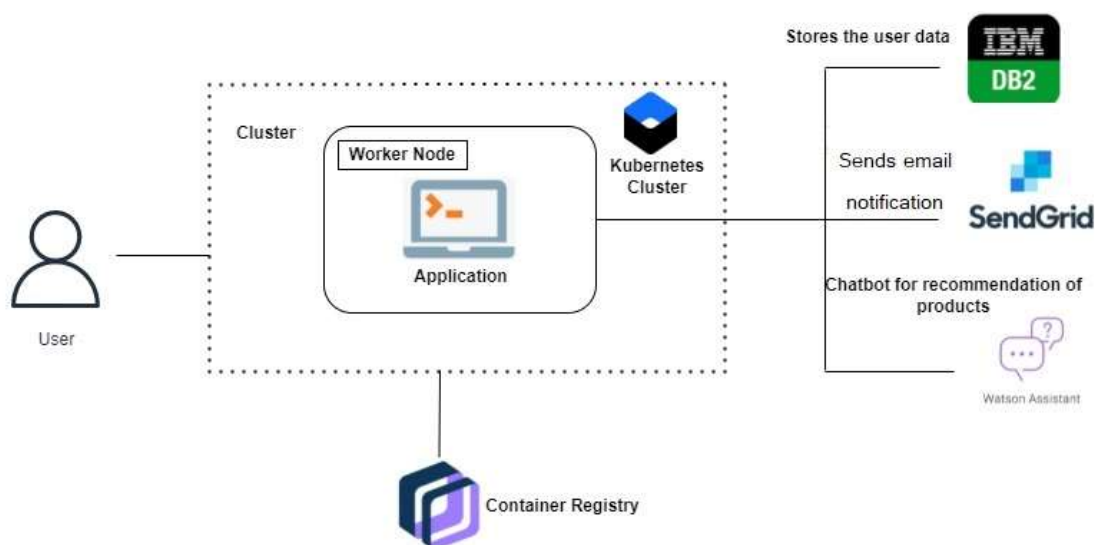 Stores the user data
IBM
DB2
Cluster
Worker Node
Kubernetes
Cluster
Application
Sends email
notification
SendGrid
User
Chatbot for recommendation of
products
?
Watson Assistant
Container Registry